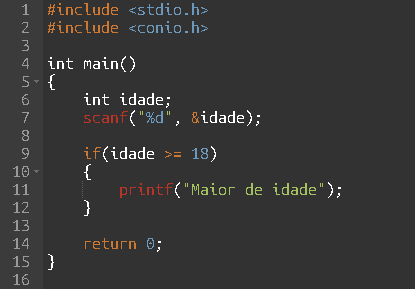 1 #include <stdio.h>
2 #include <conio.h>
3
4 int main()
5 {
6     int idade;
7     scanf("%d", &idade);
8
9     if(idade >= 18)
10     {
11         printf("Maior de idade");
12     }
13
14     return 0;
15 }
16